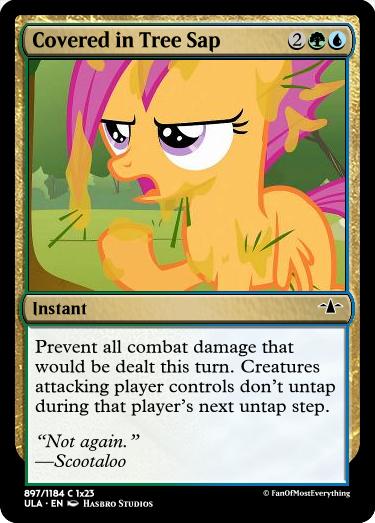 Covered in Tree Sap 2
Instant
Prevent all combat damage that
would be dealt this turn. Creatures
attacking player controls don't untap
during that player's next untap step.
“Not again.”
—Scootaloo
897/1184 C 1x23
ULA • EN Hasbro Studios
© FanOfMostEverything